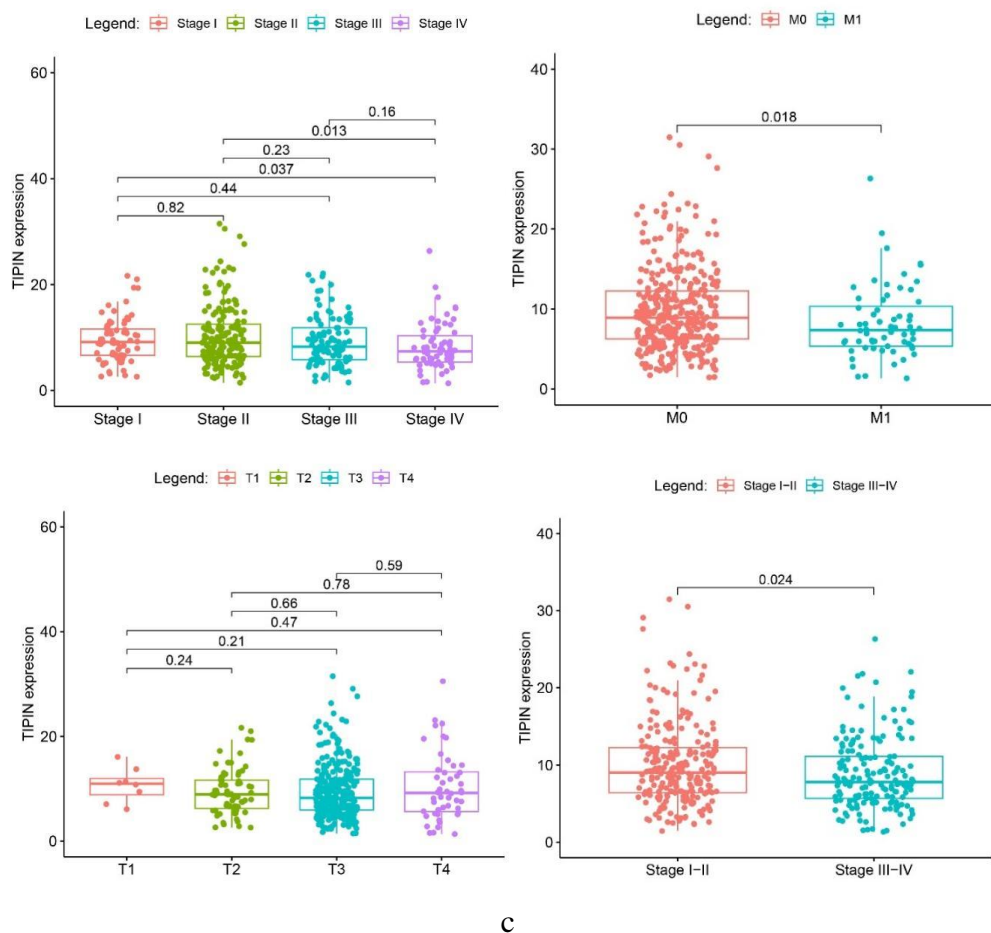 Legend: Stage I Stage II Stage III Stage IV
TIPIN expression
60
40
20
0
0.16
0.013
0.23
0.037
0.44
0.82
Stage I Stage II Stage III Stage IV
Legend: M0 M1
TIPIN expression
40
30
20
10
0
0.018
M0 M1
Legend: T1 T2 T3 T4
TIPIN expression
60
40
20
0
0.59
0.78
0.66
0.47
0.21
0.24
T1 T2 T3 T4
Legend: Stage I-II Stage III-IV
TIPIN expression
40
30
20
10
0
0.024
Stage I-II Stage III-IV
c